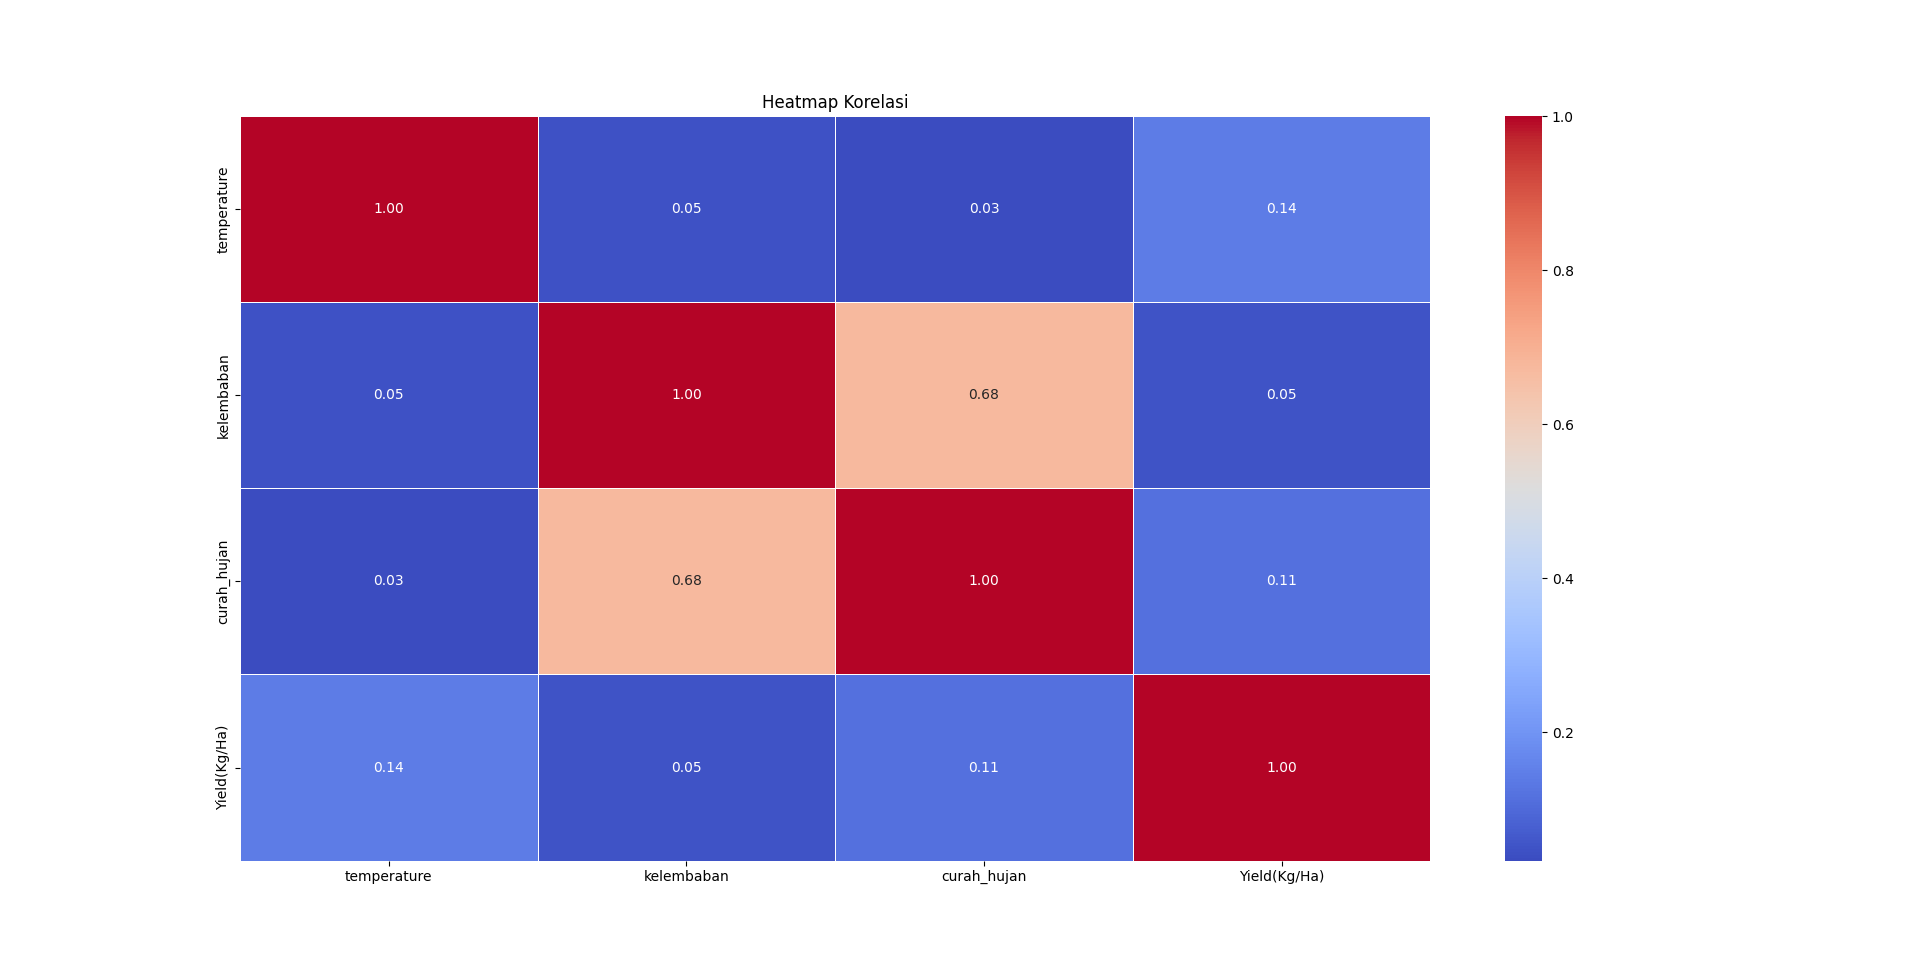 Heatmap Korelasi
temperature
1.00 0.05 0.03 0.14
kelembaban
0.05 1.00 0.68 0.05
curah_hujan
0.03 0.68 1.00 0.11
Yield(Kg/Ha)
0.14 0.05 0.11 1.00
temperature kelembaban curah_hujan Yield(Kg/Ha)
1.0
0.8
0.6
0.4
0.2